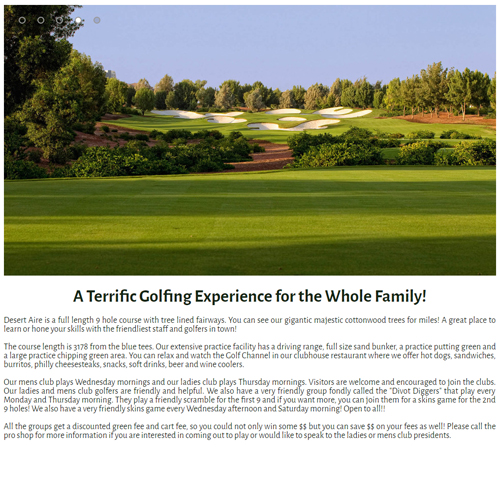 A Terrific Golfing Experience for the Whole Family!
Desert Aire is a full length 9 hole course with tree lined fairways. You can see our gigantic majestic cottonwood trees for miles! A great place to
learn or hone your skills with the friendliest staff and golfers in town!
The course length is 3178 from the blue tees. Our extensive practice facility has a driving range, full size sand bunker, a practice putting green and
a large practice chipping green area. You can relax and watch the Golf Channel in our clubhouse restaurant where we offer hot dogs, sandwiches,
burritos, philly cheesesteaks, snacks, soft drinks, beer and wine coolers.
Our mens club plays Wednesday mornings and our ladies club plays Thursday mornings. Visitors are welcome and encouraged to join the clubs.
Our ladies and mens club golfers are friendly and helpful. We also have a very friendly group fondly called the "Divot Diggers" that play every
Monday and Thursday morning. They play a friendly scramble for the first 9 and if you want more, you can join them for a skins game for the 2nd
9 holes! We also have a very friendly skins game every Wednesday afternoon and Saturday morning! Open to all!!
All the groups get a discounted green fee and cart fee, so you could not only win some $$ but you can save $$ on your fees as well! Please call the
pro shop for more information if you are interested in coming out to play or would like to speak to the ladies or mens club presidents.